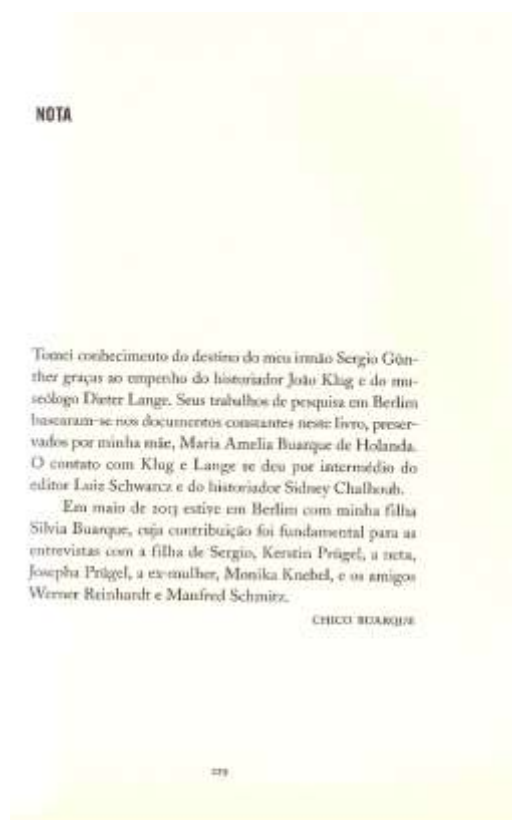 NOTA
Tomei conhecimento do destino do meu irmão Sergio Gün-
ther graças ao empenho do historiador João Klug e do mu-
seólogo Dieter Lange. Seus trabalhos de pesquisa em Berlim
basearam-se nos documentos constantes neste livro, preser-
vados por minha mãe, Maria Amelia Buarque de Holanda.
O contato com Klug e Lange se deu por intermédio do
editor Luiz Schwarcz e do historiador Sidney Chalhoub.
Em maio de 2013 estive em Berlim com minha filha
Silvia Buarque, cuja contribuição foi fundamental para as
entrevistas com a filha de Sergio, Kerstin Prügel, a neta,
Josepha Prügel, a ex-mulher, Monika Knebel, e os amigos
Werner Reinhardt e Manfred Schmitz.
CHICO BUARQUE
229